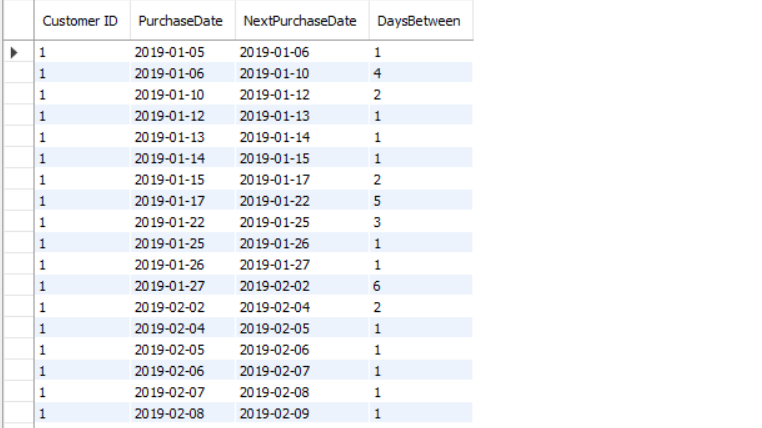 Customer ID PurchaseDate NextPurchaseDate DaysBetween
1 2019-01-05 2019-01-06 1
1 2019-01-06 2019-01-10 4
1 2019-01-10 2019-01-12 2
1 2019-01-12 2019-01-13 1
1 2019-01-13 2019-01-14 1
1 2019-01-14 2019-01-15 1
1 2019-01-15 2019-01-17 2
1 2019-01-17 2019-01-22 5
1 2019-01-22 2019-01-25 3
1 2019-01-25 2019-01-26 1
1 2019-01-26 2019-01-27 1
1 2019-01-27 2019-02-02 6
1 2019-02-02 2019-02-04 2
1 2019-02-04 2019-02-05 1
1 2019-02-05 2019-02-06 1
1 2019-02-06 2019-02-07 1
1 2019-02-07 2019-02-08 1
1 2019-02-08 2019-02-09 1